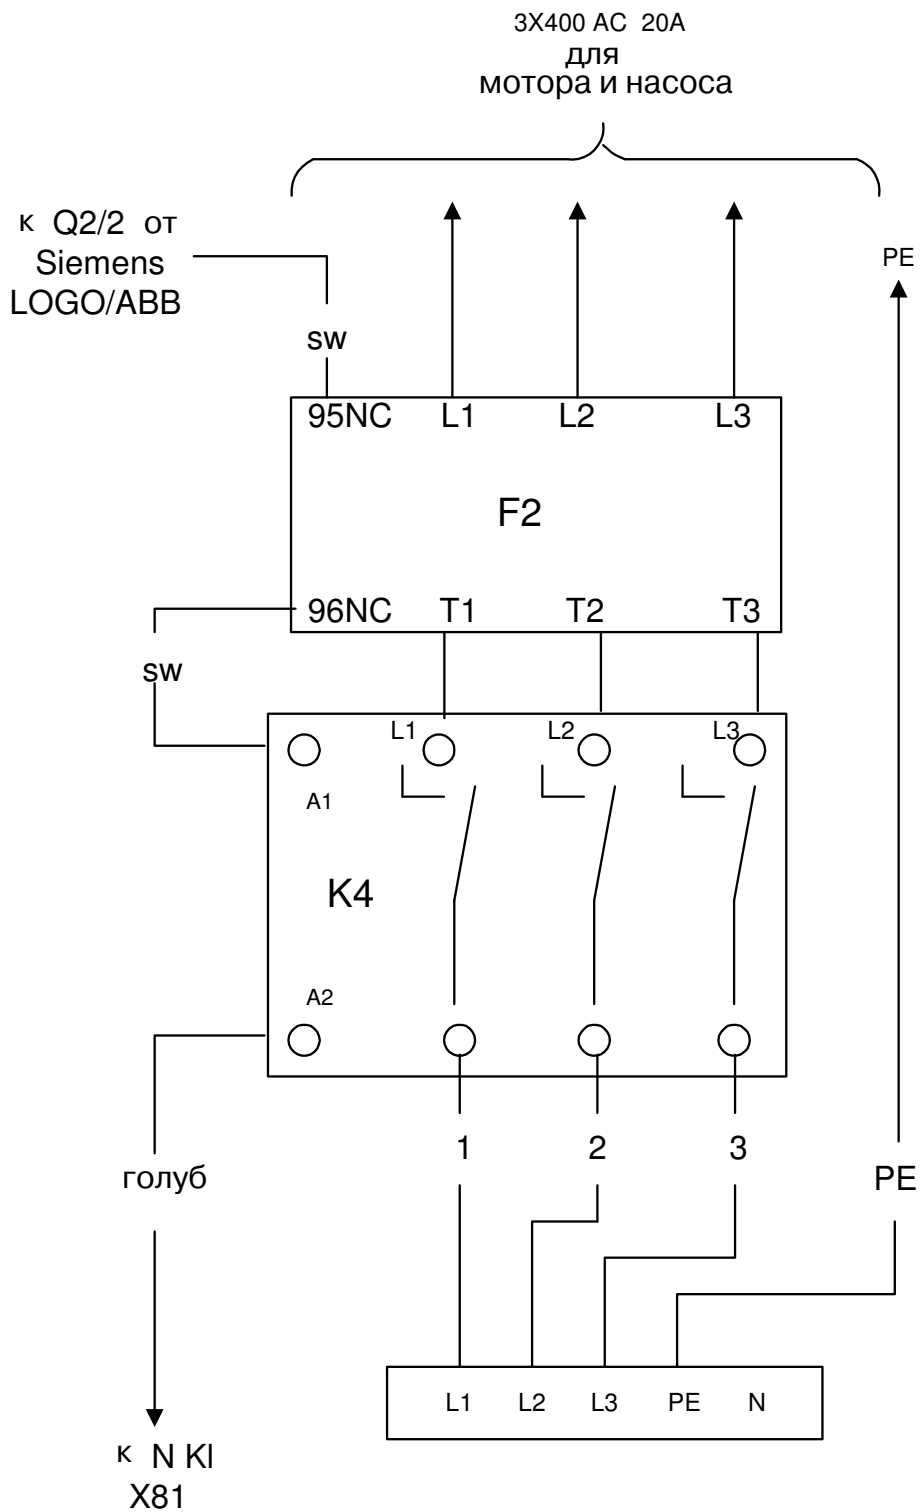 3X400 AC 20A
для
мотора и насоса
к Q2/2 от
Siemens
LOGO/ABB
PE
sw
95NC L1 L2 L3
F2
96NC T1 T2 T3
sw
L1 L2 L3
A1
K4
A2
1 2 3
голуб
PE
L1 L2 L3 PE N
к N Kl
X81